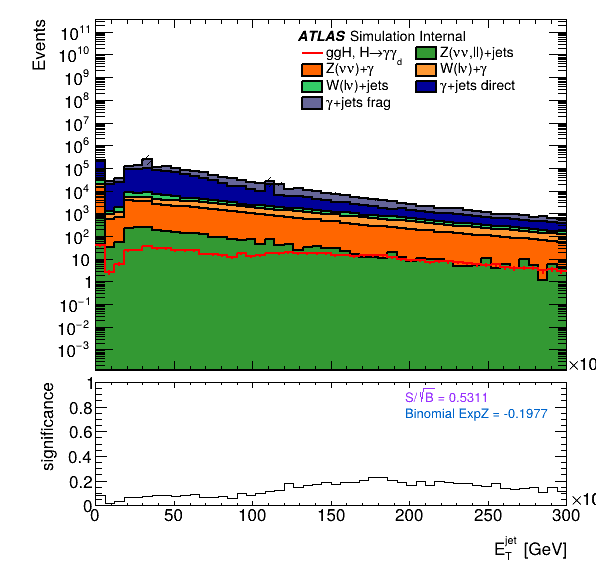 Events
ATLAS Simulation Internal
ggH, H→γγ_d
Z(νν,ll)+jets
Z(νν)+γ
W(lν)+γ
W(lν)+jets
γ+jets direct
γ+jets frag
10¹¹
10¹⁰
10⁹
10⁸
10⁷
10⁶
10⁵
10⁴
10³
10²
10
1
10⁻¹
10⁻²
10⁻³
×10
significance
S/√B = 0.5311
Binomial ExpZ = -0.1977
1
0.8
0.6
0.4
0.2
0
0 50 100 150 200 250 300
×10
E_T^jet [GeV]